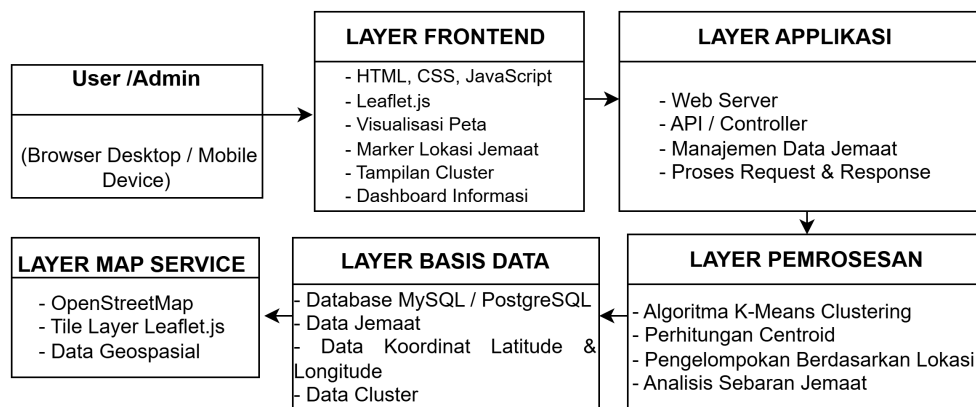 User /Admin
(Browser Desktop / Mobile
Device)
LAYER FRONTEND
- HTML, CSS, JavaScript
- Leaflet.js
- Visualisasi Peta
- Marker Lokasi Jemaat
- Tampilan Cluster
- Dashboard Informasi
LAYER APPLIKASI
- Web Server
- API / Controller
- Manajemen Data Jemaat
- Proses Request & Response
LAYER PEMROSESAN
- Algoritma K-Means Clustering
- Perhitungan Centroid
- Pengelompokan Berdasarkan Lokasi
- Analisis Sebaran Jemaat
LAYER BASIS DATA
- Database MySQL / PostgreSQL
- Data Jemaat
- Data Koordinat Latitude &
Longitude
- Data Cluster
LAYER MAP SERVICE
- OpenStreetMap
- Tile Layer Leaflet.js
- Data Geospasial